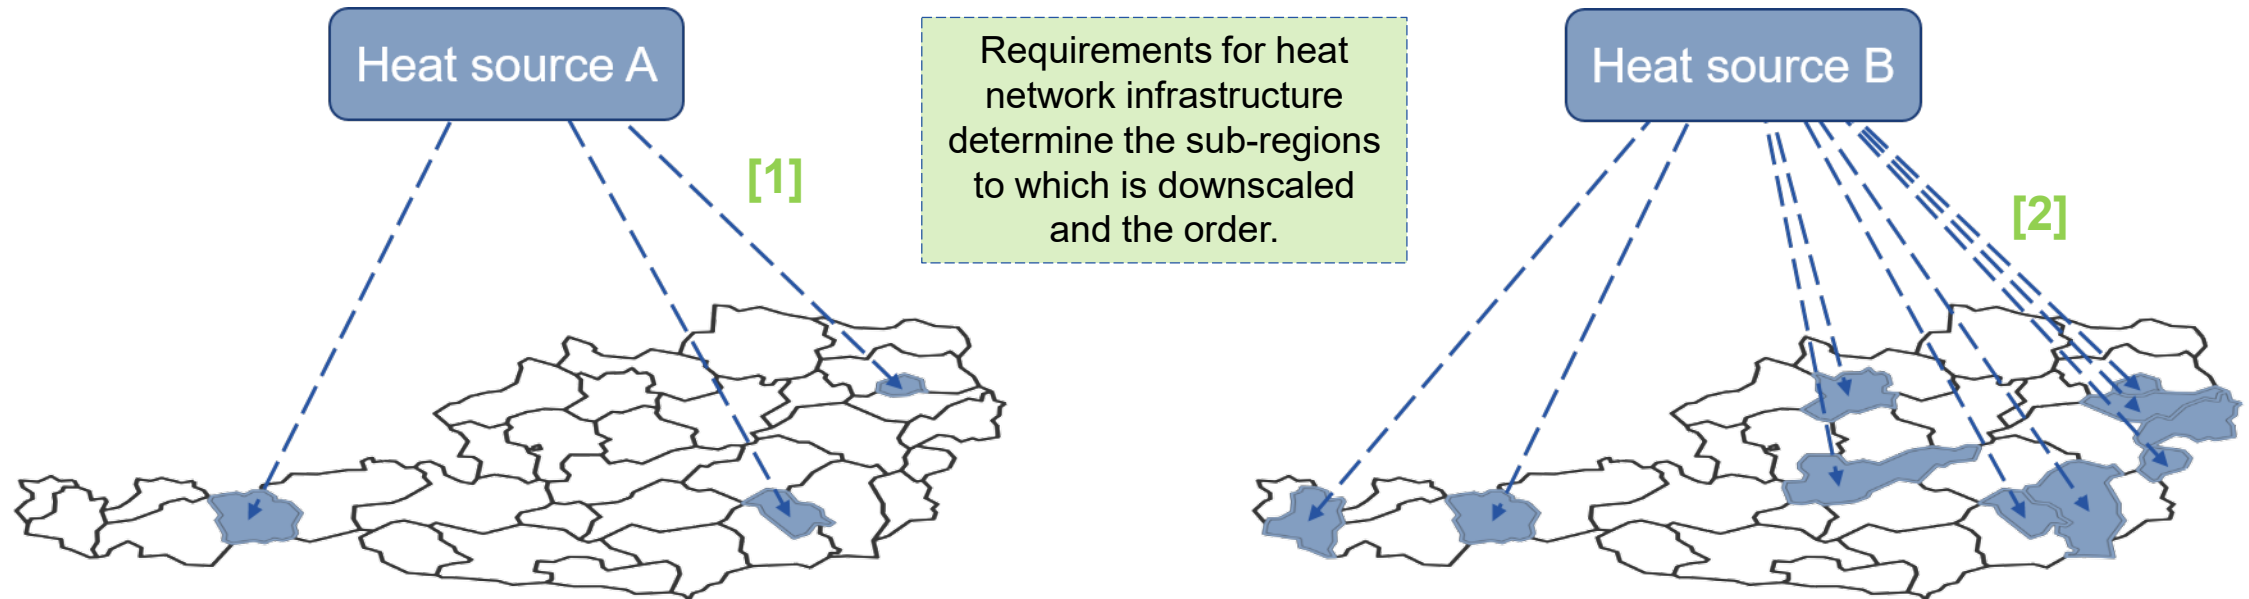 Heat source A
[1]
Requirements for heat
network infrastructure
determine the sub-regions
to which is downscaled
and the order.
Heat source B
[2]